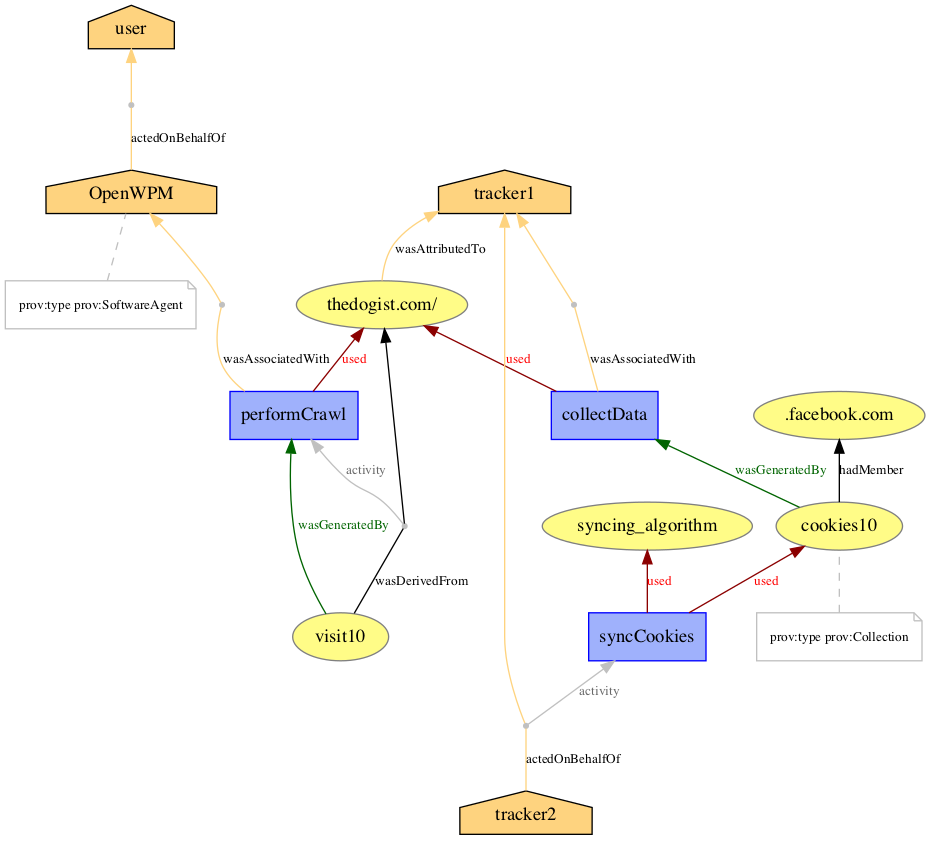 user
actedOnBehalfOf
OpenWPM
tracker1
wasAttributedTo
prov:type prov:SoftwareAgent
thedogist.com/
wasAssociatedWith
used
used
wasAssociatedWith
performCrawl
collectData
.facebook.com
activity
wasGeneratedBy
hadMember
wasGeneratedBy
syncing_algorithm
cookies10
wasDerivedFrom
used
used
visit10
syncCookies
prov:type prov:Collection
activity
actedOnBehalfOf
tracker2